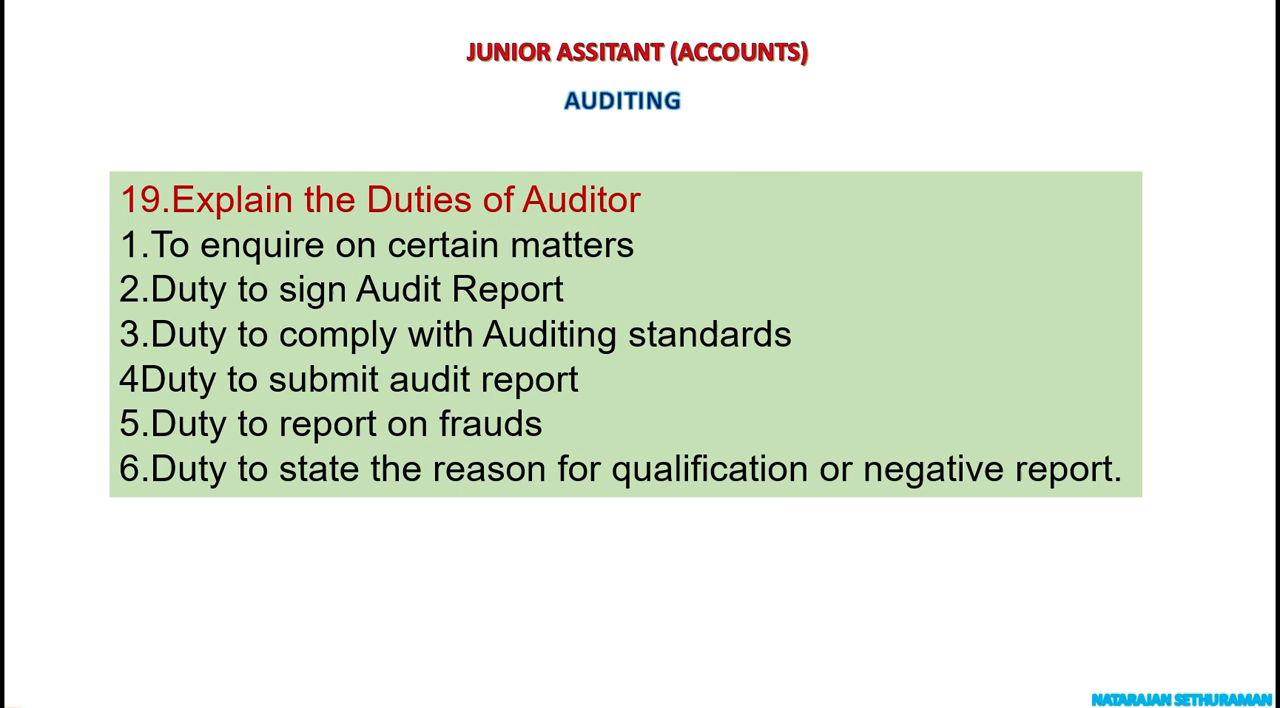 JUNIOR ASSITANT (ACCOUNTS)
AUDITING
19.Explain the Duties of Auditor
1.To enquire on certain matters
2.Duty to sign Audit Report
3.Duty to comply with Auditing standards
4Duty to submit audit report
5.Duty to report on frauds
6.Duty to state the reason for qualification or negative report.
NATARAJAN SETHURAMAN